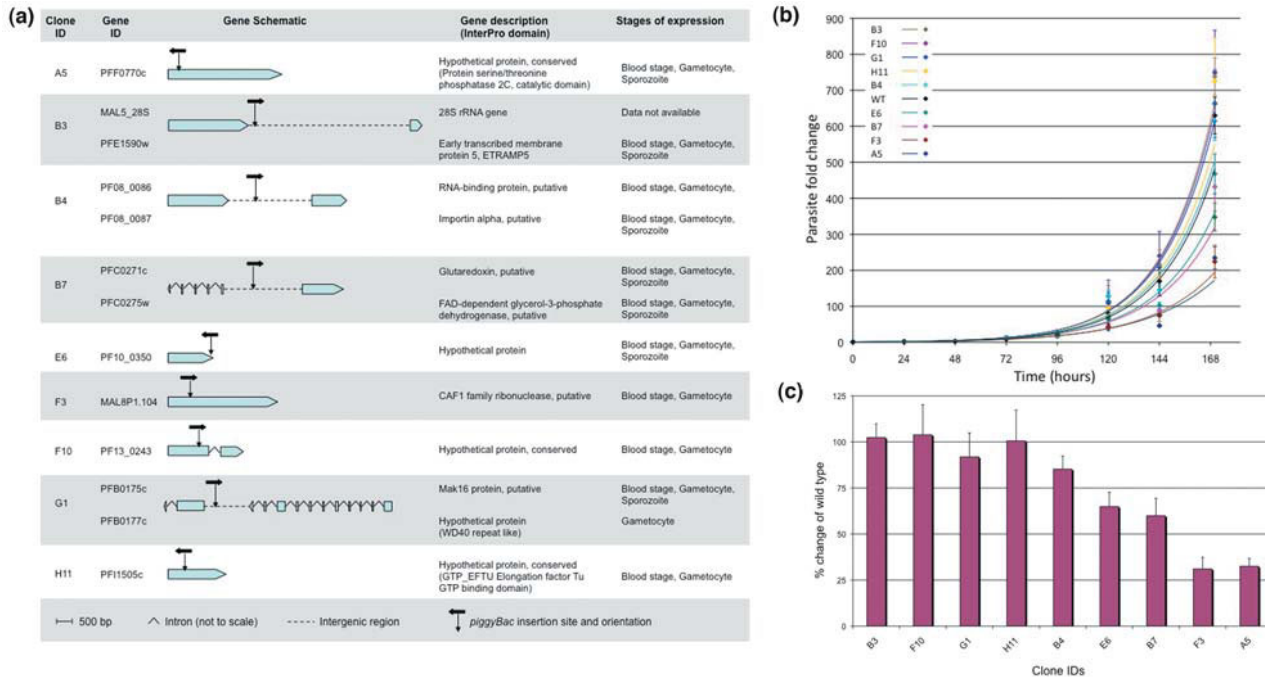 (a)
Clone ID Gene ID Gene Schematic Gene description (InterPro domain) Stages of expression
A5 PFF0770c Hypothetical protein, conserved (Protein serine/threonine phosphatase 2C, catalytic domain) Blood stage, Gametocyte, Sporozoite
B3 MAL5_28S 28S rRNA gene Data not available
PFE1590w Early transcribed membrane protein 5, ETRAMP5 Blood stage, Gametocyte, Sporozoite
B4 PF08_0086 RNA-binding protein, putative Blood stage, Gametocyte, Sporozoite
PF08_0087 Importin alpha, putative Blood stage, Gametocyte, Sporozoite
B7 PFC0271c Glutaredoxin, putative Blood stage, Gametocyte, Sporozoite
PFC0275w FAD-dependent glycerol-3-phosphate dehydrogenase, putative Blood stage, Gametocyte, Sporozoite
E6 PF10_0350 Hypothetical protein Blood stage, Gametocyte, Sporozoite
F3 MAL8P1.104 CAF1 family ribonuclease, putative Blood stage, Gametocyte
F10 PF13_0243 Hypothetical protein, conserved Blood stage, Gametocyte
G1 PFB0175c Mak16 protein, putative Blood stage, Gametocyte, Sporozoite
PFB0177c Hypothetical protein (WD40 repeat like) Gametocyte
H11 PFI1505c Hypothetical protein, conserved (GTP_EFTU Elongation factor Tu GTP binding domain) Blood stage, Gametocyte
500 bp Intron (not to scale) Intergenic region piggyBac insertion site and orientation
(b)
Parasite fold change
900
800
700
600
500
400
300
200
100
0
B3
F10
G1
H11
B4
WT
E6
B7
F3
A5
0 24 48 72 96 120 144 168
Time (hours)
(c)
% change of wild type
125
100
75
50
25
0
B3 F10 G1 H11 B4 E6 B7 F3 A5
Clone IDs